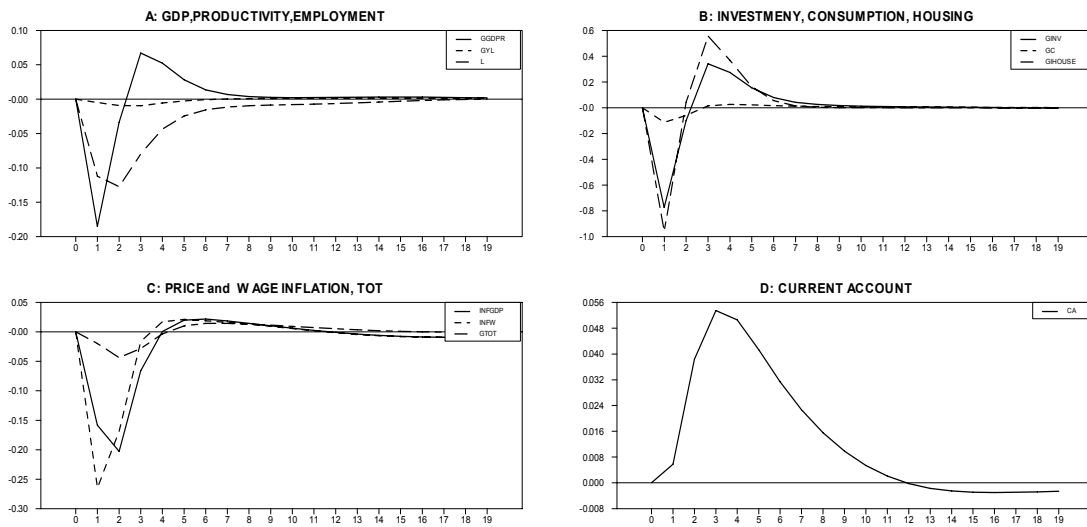 A: GDP,PRODUCTIVITY,EMPLOYMENT
0.10
0.05
-0.00
-0.05
-0.10
-0.15
-0.20
GGDPR
GYL
L
0 1 2 3 4 5 6 7 8 9 10 11 12 13 14 15 16 17 18 19
B: INVESTMENY, CONSUMPTION, HOUSING
0.6
0.4
0.2
-0.0
-0.2
-0.4
-0.6
-0.8
-1.0
GINV
GC
GIHOUSE
0 1 2 3 4 5 6 7 8 9 10 11 12 13 14 15 16 17 18 19
C: PRICE and WAGE INFLATION, TOT
0.05
-0.00
-0.05
-0.10
-0.15
-0.20
-0.25
-0.30
INFGDP
INFW
GTOT
0 1 2 3 4 5 6 7 8 9 10 11 12 13 14 15 16 17 18 19
D: CURRENT ACCOUNT
0.056
0.048
0.040
0.032
0.024
0.016
0.008
0.000
-0.008
CA
0 1 2 3 4 5 6 7 8 9 10 11 12 13 14 15 16 17 18 19